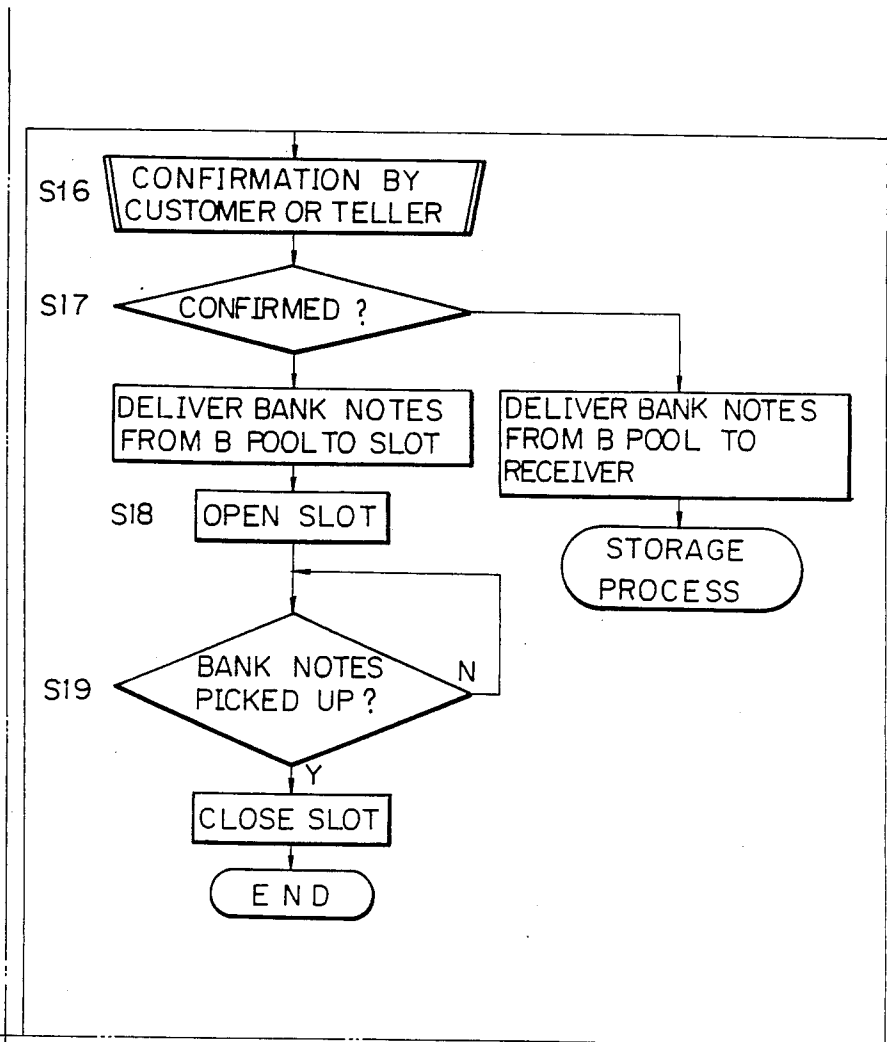 S16
CONFIRMATION BY
CUSTOMER OR TELLER
S17
CONFIRMED ?
DELIVER BANK NOTES
FROM B POOL TO SLOT
DELIVER BANK NOTES
FROM B POOL TO
RECEIVER
S18
OPEN SLOT
STORAGE
PROCESS
S19
BANK NOTES
PICKED UP ?
N
Y
CLOSE SLOT
END